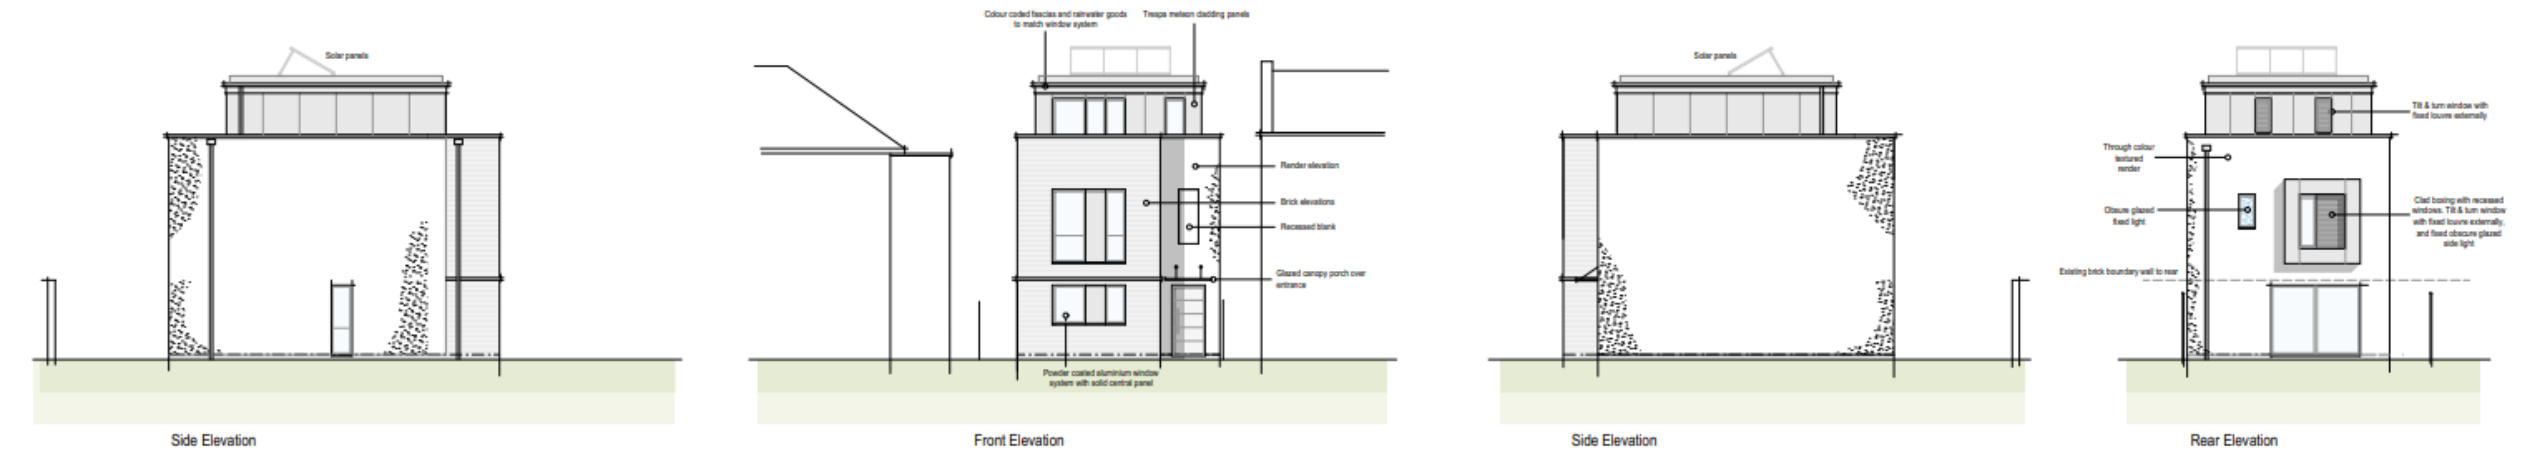 Solar panels
Side Elevation
Colour coded fascias and rainwater goods
to match window system
Trespa meteon cladding panels
Render elevation
Brick elevations
Recessed blank
Glazed canopy porch over
entrance
Powder coated aluminium window
system with solid central panel
Front Elevation
Solar panels
Side Elevation
Tilt & turn window with
fixed louvre externally
Through colour
textured
render
Obsure glazed
fixed light
Clad boxing with recessed
windows. Tilt & turn window
with fixed louvre externally,
and fixed obscure glazed
side light
Existing brick boundary wall to rear
Rear Elevation